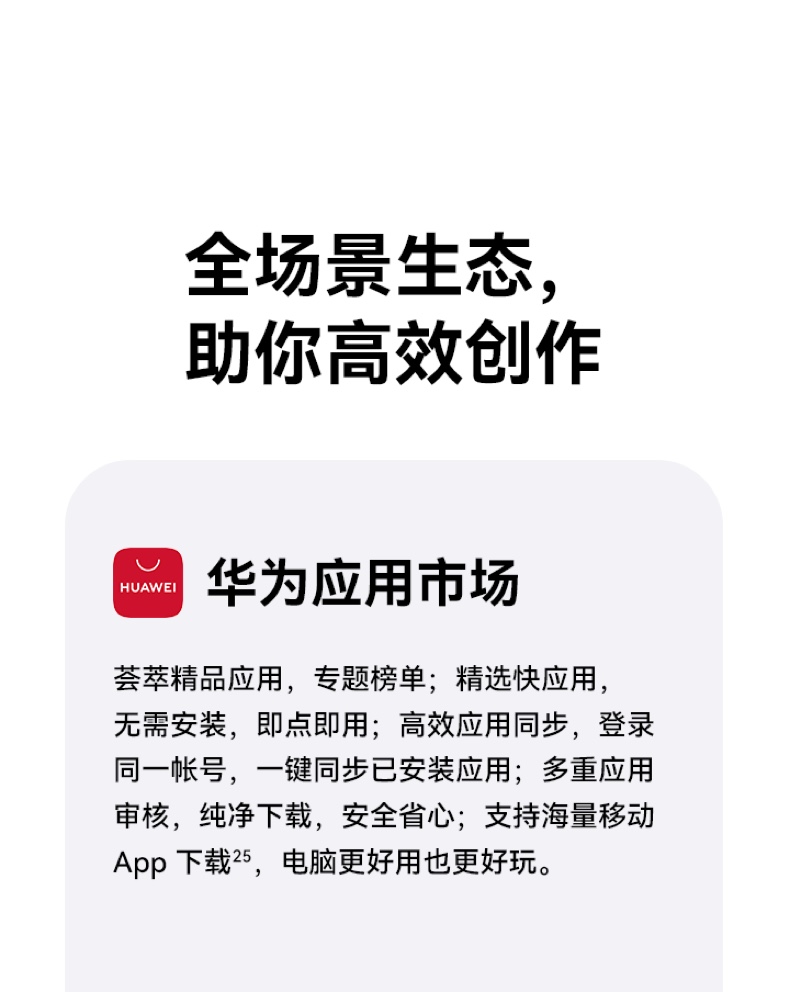 全场景生态，
助你高效创作
HUAWEI
华为应用市场
荟萃精品应用，专题榜单；精选快应用，
无需安装，即点即用；高效应用同步，登录
同一帐号，一键同步已安装应用；多重应用
审核，纯净下载，安全省心；支持海量移动
App 下载²⁵，电脑更好用也更好玩。